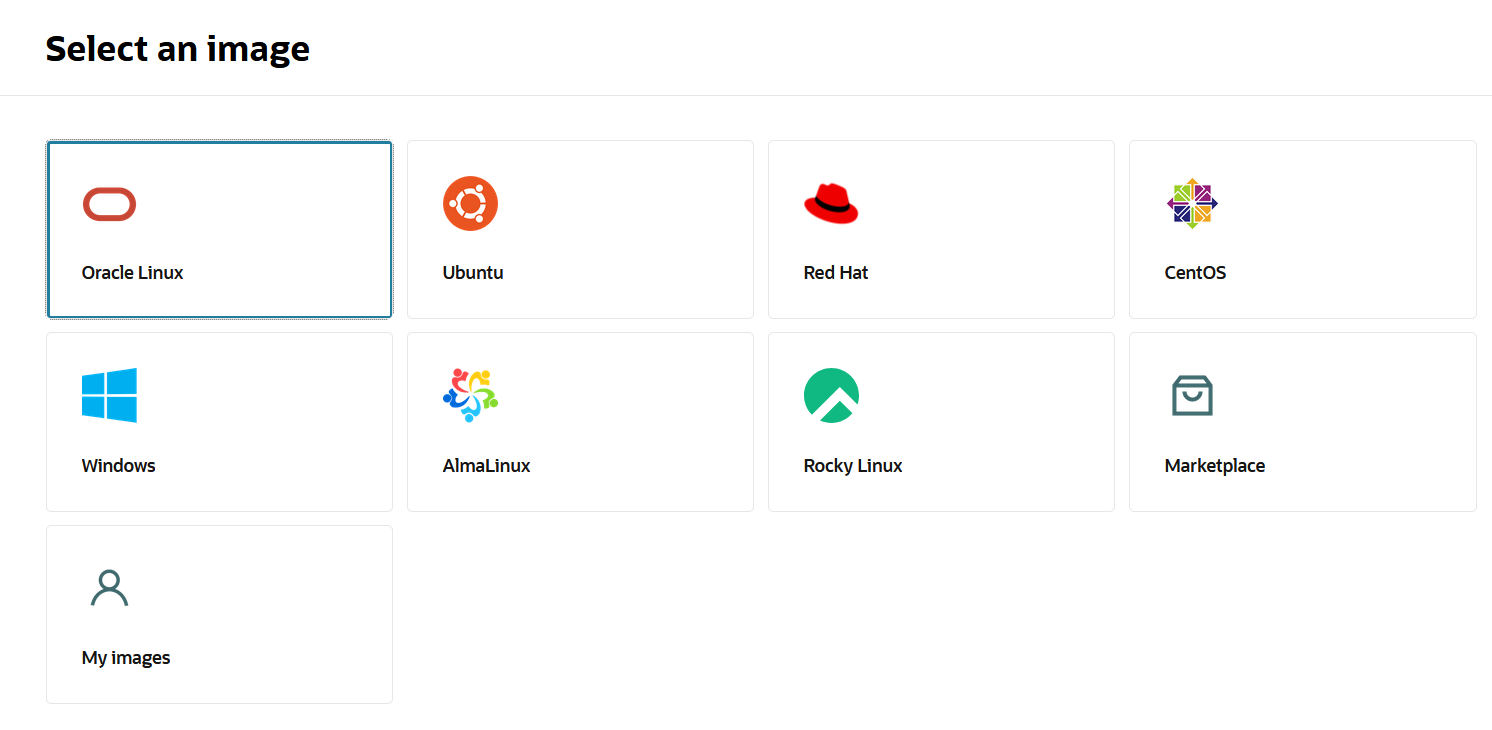 Select an image
Oracle Linux
Ubuntu
Red Hat
CentOS
Windows
AlmaLinux
Rocky Linux
Marketplace
My images